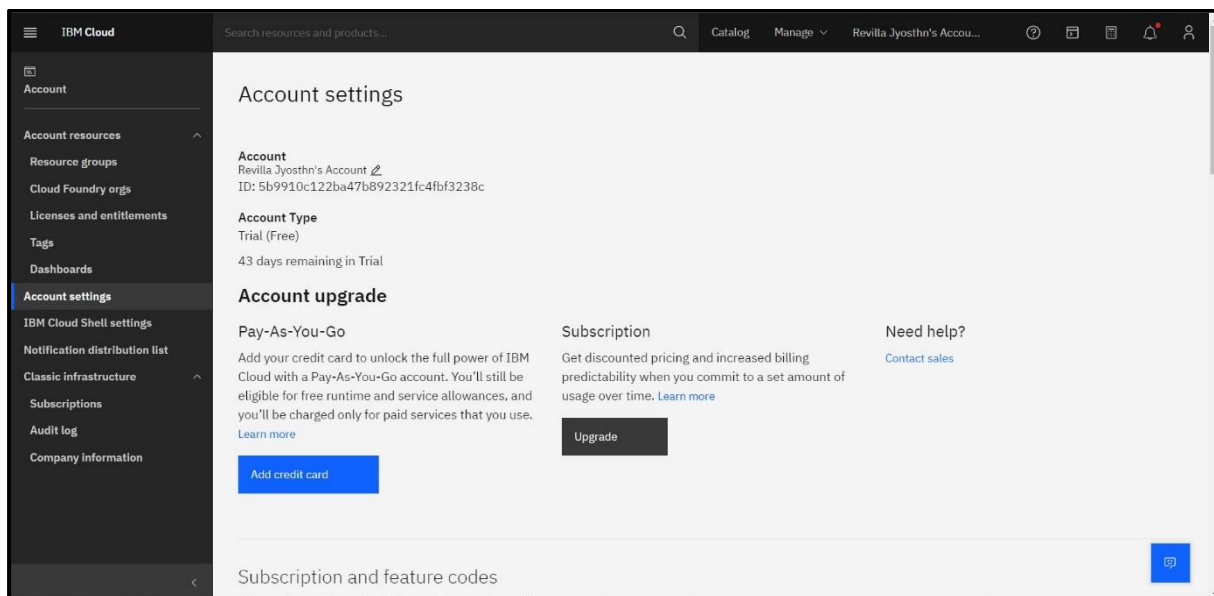 IBM Cloud
Search resources and products...
Catalog
Manage
Revilla Jyosthn's Accou...
Account
Account resources
Resource groups
Cloud Foundry orgs
Licenses and entitlements
Tags
Dashboards
Account settings
IBM Cloud Shell settings
Notification distribution list
Classic infrastructure
Subscriptions
Audit log
Company information
Account settings
Account
Revilla Jyosthn's Account
ID: 5b9910c122ba47b892321fc4fbf3238c
Account Type
Trial (Free)
43 days remaining in Trial
Account upgrade
Pay-As-You-Go
Add your credit card to unlock the full power of IBM
Cloud with a Pay-As-You-Go account. You'll still be
eligible for free runtime and service allowances, and
you'll be charged only for paid services that you use.
Learn more
Add credit card
Subscription
Get discounted pricing and increased billing
predictability when you commit to a set amount of
usage over time. Learn more
Upgrade
Need help?
Contact sales
Subscription and feature codes